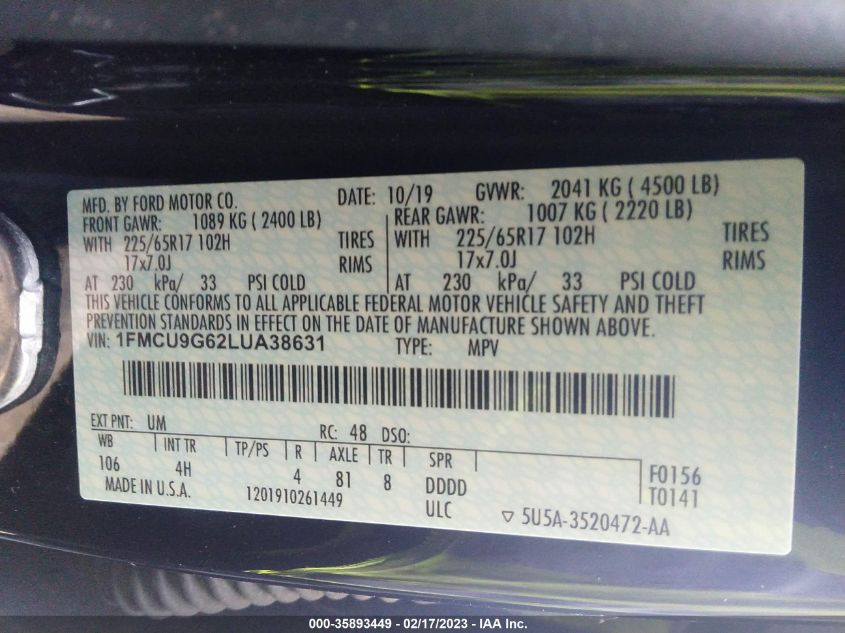 MFD. BY FORD MOTOR CO. DATE: 10/19 GVWR: 2041 KG ( 4500 LB)
FRONT GAWR: 1089 KG ( 2400 LB) REAR GAWR: 1007 KG ( 2220 LB)
WITH 225/65R17 102H TIRES WITH 225/65R17 102H TIRES
17x7.0J RIMS 17x7.0J RIMS
AT 230 kPa/ 33 PSI COLD AT 230 kPa/ 33 PSI COLD
THIS VEHICLE CONFORMS TO ALL APPLICABLE FEDERAL MOTOR VEHICLE SAFETY AND THEFT
PREVENTION STANDARDS IN EFFECT ON THE DATE OF MANUFACTURE SHOWN ABOVE.
VIN: 1FMCU9G62LUA38631 TYPE: MPV
EXT PNT: UM RC: 48 DSO:
WB INT TR TP/PS R AXLE TR SPR
106 4H 4 81 8 DDDD F0156
MADE IN U.S.A. 1201910261449 ULC T0141
▽ 5U5A-3520472-AA
000-35893449 - 02/17/2023 - IAA Inc.